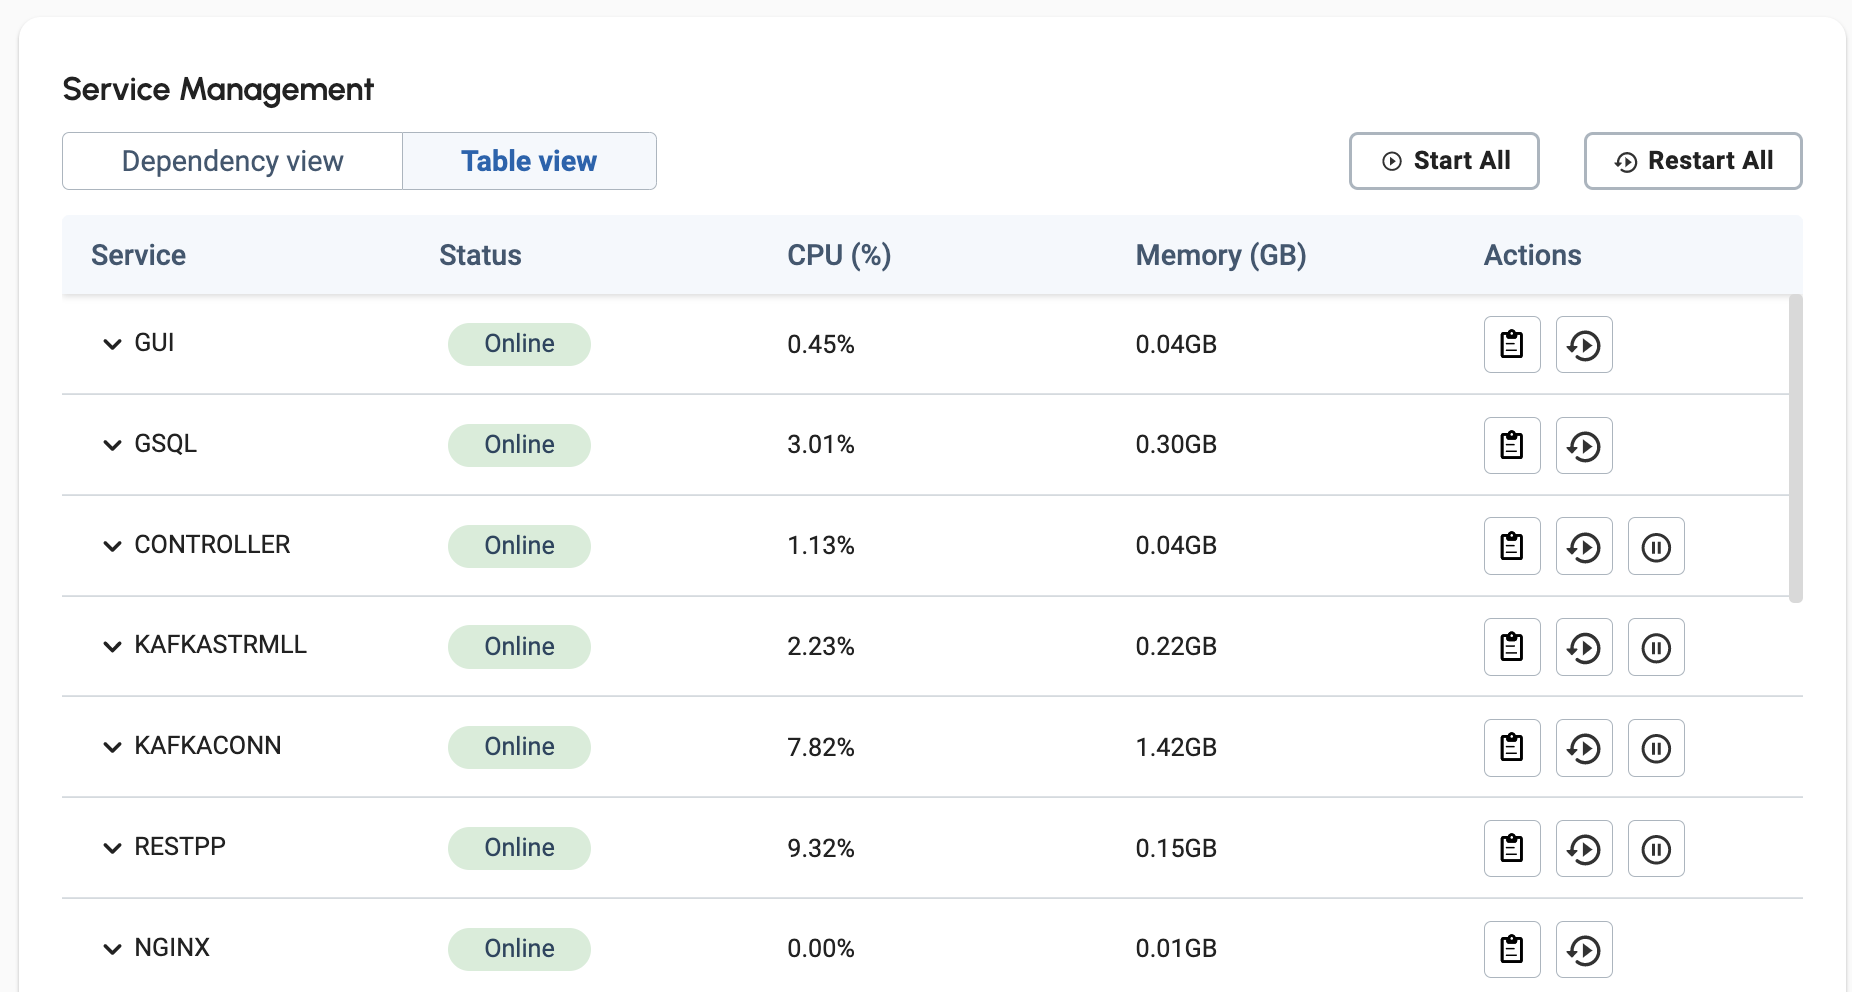 Service Management
Dependency view Table view Start All Restart All
Service Status CPU (%) Memory (GB) Actions
GUI Online 0.45% 0.04GB
GSQL Online 3.01% 0.30GB
CONTROLLER Online 1.13% 0.04GB
KAFKASTRMLL Online 2.23% 0.22GB
KAFKACONN Online 7.82% 1.42GB
RESTPP Online 9.32% 0.15GB
NGINX Online 0.00% 0.01GB